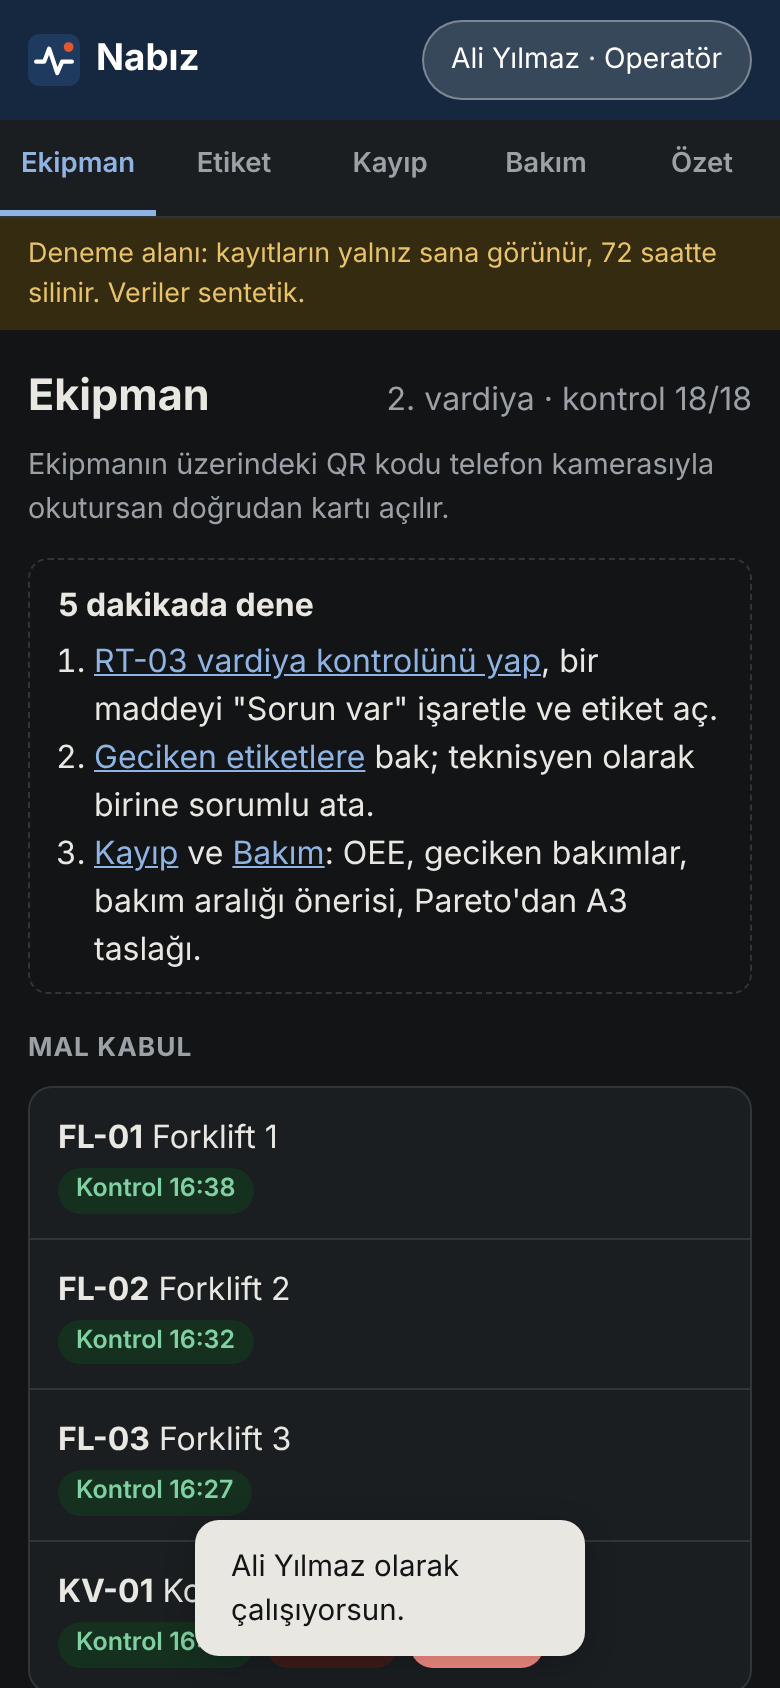 Nabız
Ali Yılmaz · Operatör
Ekipman
Etiket
Kayıp
Bakım
Özet
Deneme alanı: kayıtların yalnız sana görünür, 72 saatte
silinir. Veriler sentetik.
Ekipman
2. vardiya · kontrol 18/18
Ekipmanın üzerindeki QR kodu telefon kamerasıyla
okutursan doğrudan kartı açılır.
5 dakikada dene
1. RT-03 vardiya kontrolünü yap, bir
maddeyi "Sorun var" işaretle ve etiket aç.
2. Geciken etiketlere bak; teknisyen olarak
birine sorumlu ata.
3. Kayıp ve Bakım: OEE, geciken bakımlar,
bakım aralığı önerisi, Pareto'dan A3
taslağı.
MAL KABUL
FL-01 Forklift 1
Kontrol 16:38
FL-02 Forklift 2
Kontrol 16:32
FL-03 Forklift 3
Kontrol 16:27
KV-01
Kontrol
Ali Yılmaz olarak
çalışıyorsun.